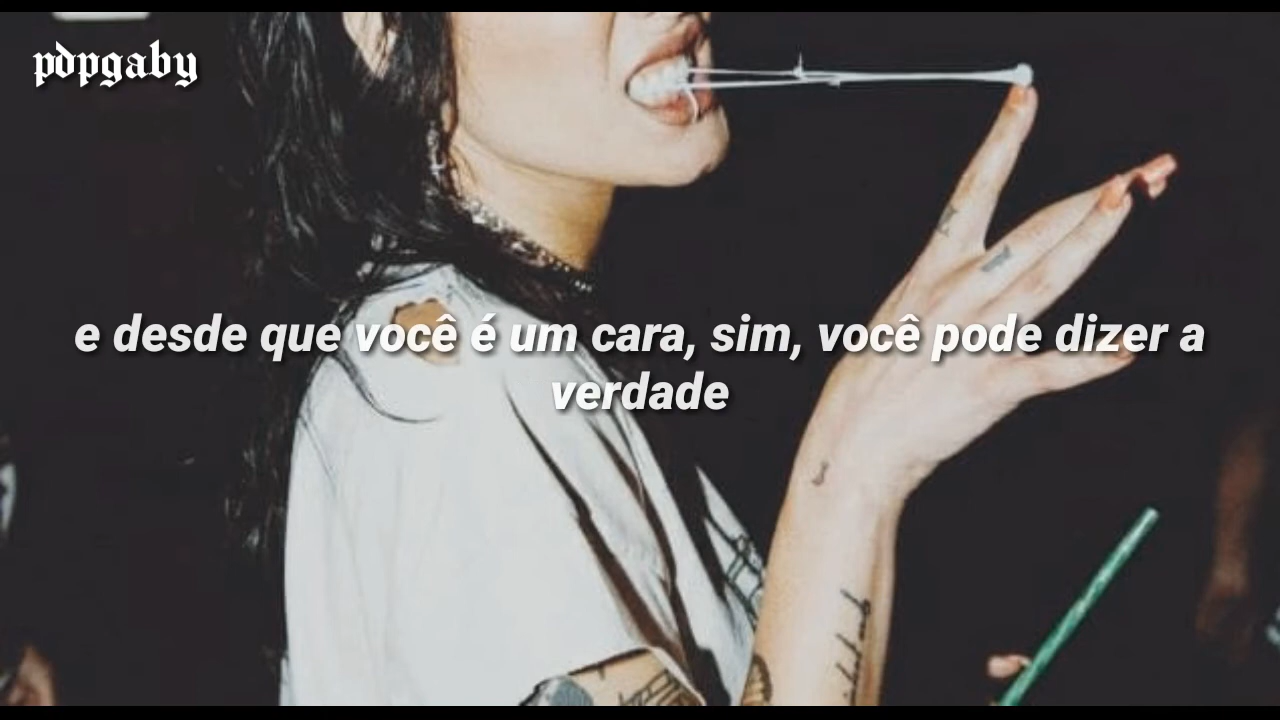 pdpgaby
e desde que você é um cara, sim, você pode dizer a
verdade